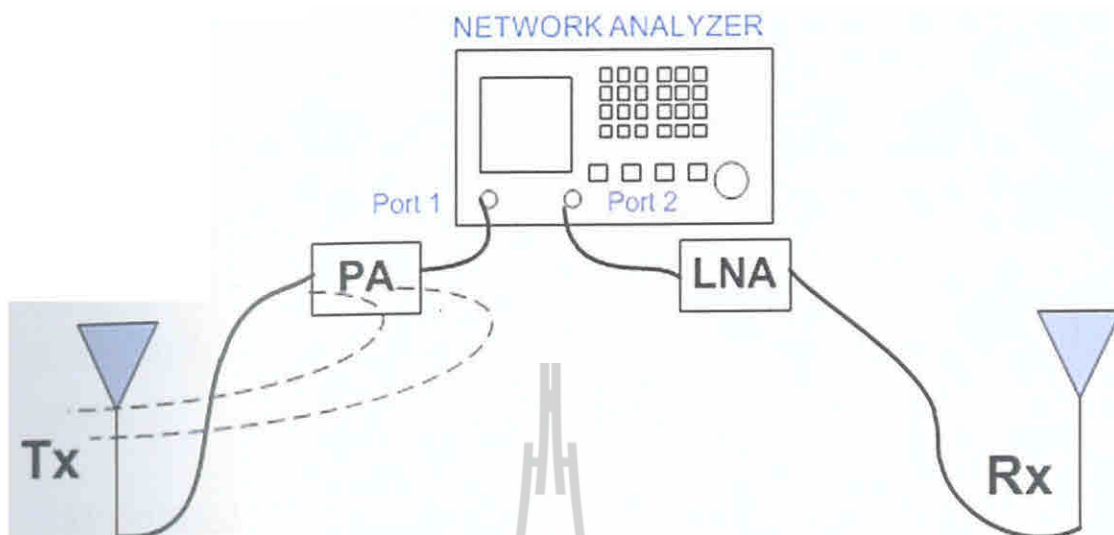 NETWORK ANALYZER
Port 1
Port 2
PA
LNA
Tx
Rx